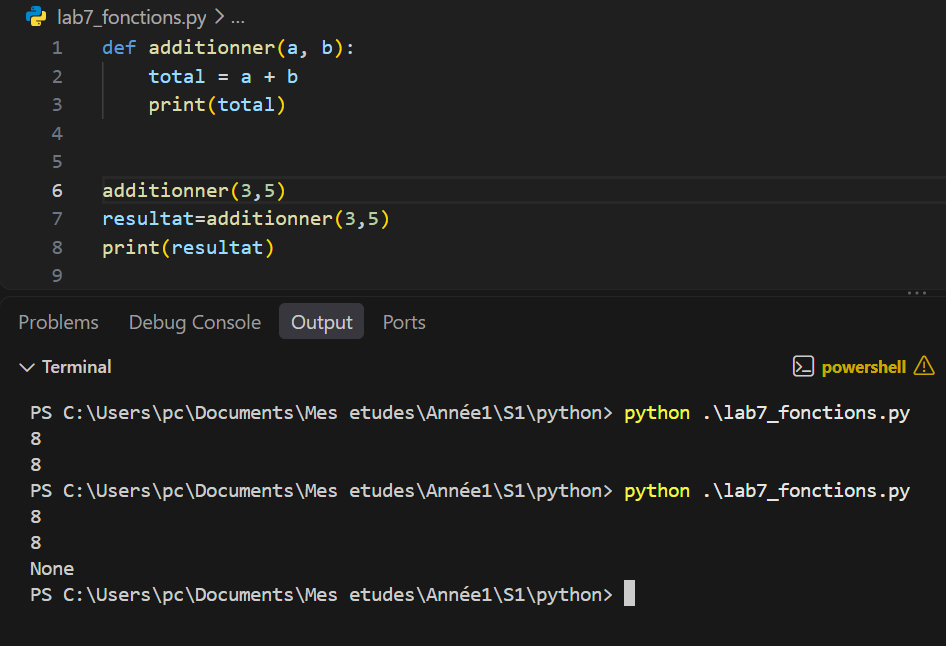 lab7_fonctions.py > ...
1 def additionner(a, b):
2     total = a + b
3     print(total)
4
5
6 additionner(3,5)
7 resultat=additionner(3,5)
8 print(resultat)
9
Problems Debug Console Output Ports
Terminal powershell
PS C:\Users\pc\Documents\Mes etudes\Année1\S1\python> python .\lab7_fonctions.py
8
8
PS C:\Users\pc\Documents\Mes etudes\Année1\S1\python> python .\lab7_fonctions.py
8
8
None
PS C:\Users\pc\Documents\Mes etudes\Année1\S1\python>